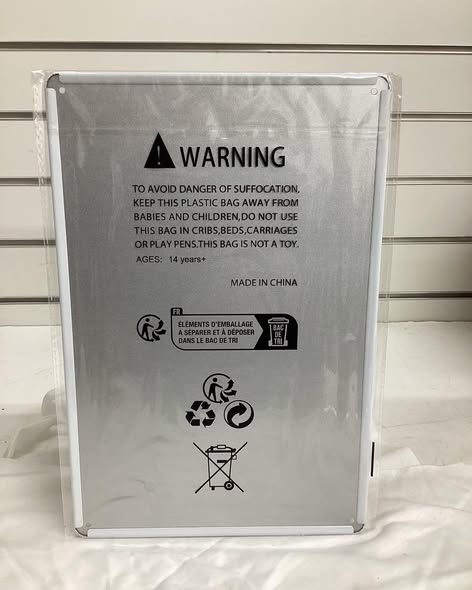 WARNING
TO AVOID DANGER OF SUFFOCATION,
KEEP THIS PLASTIC BAG AWAY FROM
BABIES AND CHILDREN,DO NOT USE
THIS BAG IN CRIBS,BEDS,CARRIAGES
OR PLAY PENS.THIS BAG IS NOT A TOY.
AGES: 14 years+
MADE IN CHINA
FR
ÉLÉMENTS D'EMBALLAGE
À SÉPARER ET À DÉPOSER
DANS LE BAC DE TRI
BAC
DE
TRI